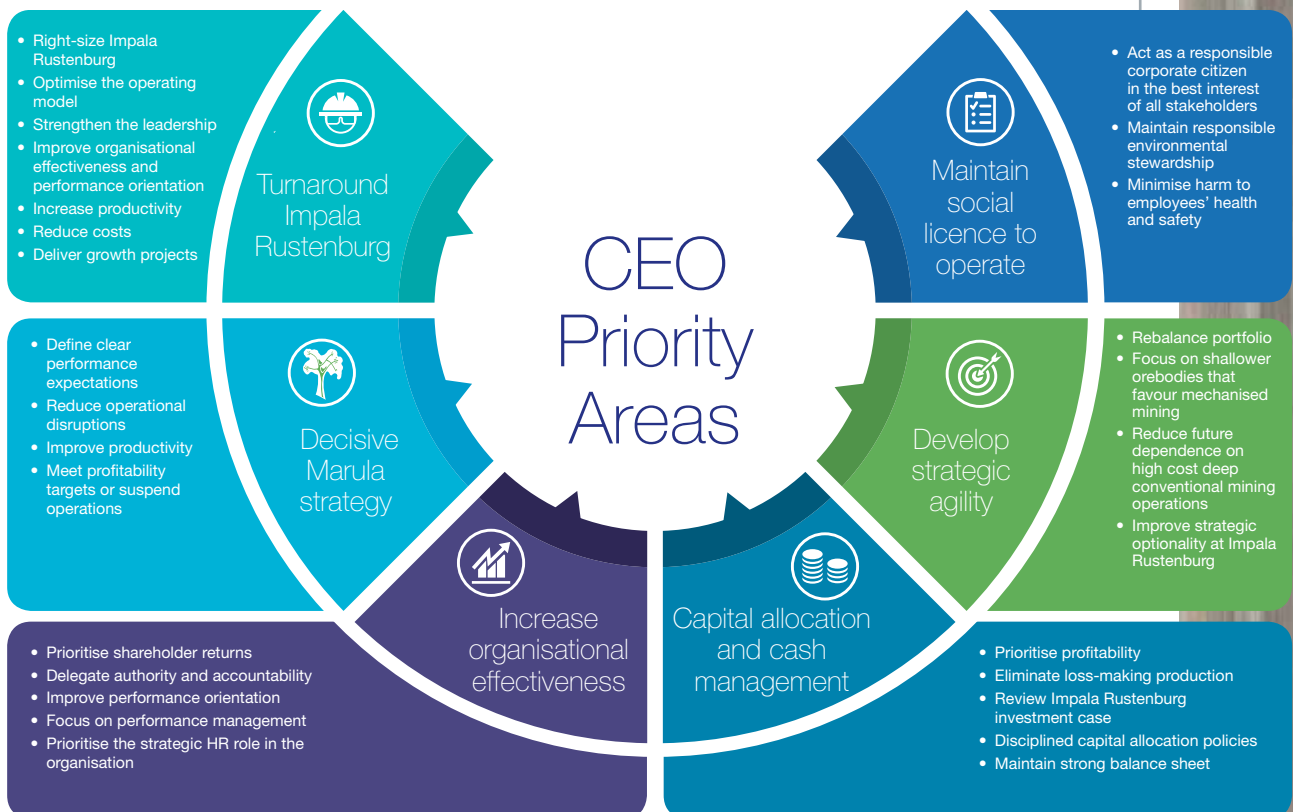 • Right-size Impala
Rustenburg
• Optimise the operating
model
• Strengthen the leadership
• Improve organisational
effectiveness and
performance orientation
• Increase productivity
• Reduce costs
• Deliver growth projects
Turnaround
Impala
Rustenburg
CEO
Priority
Areas
Maintain
social
licence to
operate
• Act as a responsible
corporate citizen
in the best interest
of all stakeholders
• Maintain responsible
environmental
stewardship
• Minimise harm to
employees’ health
and safety
• Define clear
performance
expectations
• Reduce operational
disruptions
• Improve productivity
• Meet profitability
targets or suspend
operations
Decisive
Marula
strategy
Develop
strategic
agility
• Rebalance portfolio
• Focus on shallower
orebodies that
favour mechanised
mining
• Reduce future
dependence on
high cost deep
conventional mining
operations
• Improve strategic
optionality at Impala
Rustenburg
Increase
organisational
effectiveness
Capital allocation
and cash
management
• Prioritise shareholder returns
• Delegate authority and accountability
• Improve performance orientation
• Focus on performance management
• Prioritise the strategic HR role in the
organisation
• Prioritise profitability
• Eliminate loss-making production
• Review Impala Rustenburg
investment case
• Disciplined capital allocation policies
• Maintain strong balance sheet